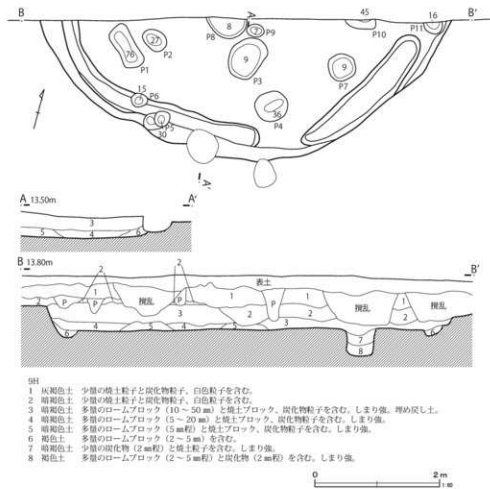 B B'
45
16
A
8 7 P9
P8
P10
P11
27
P2
76
P1
9
P3
9
P7
15
P6
36
P4
P5
30
A'
A 13.50m A'
3
5 4 6
2
B 13.80m B'
表土
1 1 1 1
2 P P 撹乱 P P 撹乱 2 撹乱
3 2 2 3
6 4 5 4 5 7 6
8
9H
1 灰褐色土 少量の焼土粒子と炭化物粒子、白色粒子を含む。
2 暗褐色土 少量の焼土粒子と炭化物粒子、白色粒子を含む。
3 暗褐色土 多量のロームブロック(10~50㎜)と焼土ブロック、炭化物粒子を含む。しまり強。埋め戻し土。
4 暗褐色土 多量のロームブロック(5~20㎜)と焼土ブロック、炭化物粒子を含む。しまり強。
5 暗褐色土 多量のロームブロック(5㎜程)と焼土ブロック、炭化物粒子を含む。しまり強。
6 褐色土 多量のロームブロック(2~5㎜)を含む。
7 暗褐色土 少量の炭化物(2㎜程)と焼土粒子を含む。しまり強。
8 褐色土 多量のロームブロック(2~5㎜程)と炭化物(2㎜程)を含む。しまり強。
0 2 m
1:60